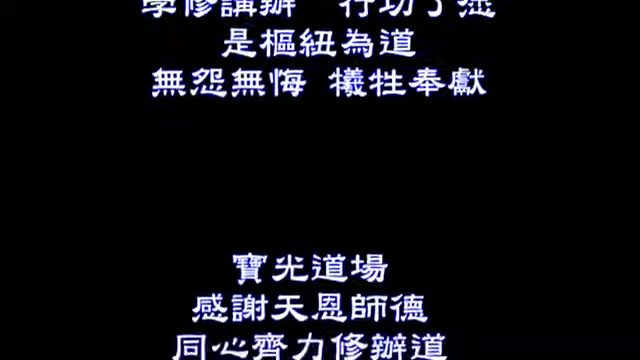 學修講辦 行功了愆
是樞紐為道
無怨無悔 犧牲奉獻
寶光道場
感謝天恩師德
同心齊力修辦道